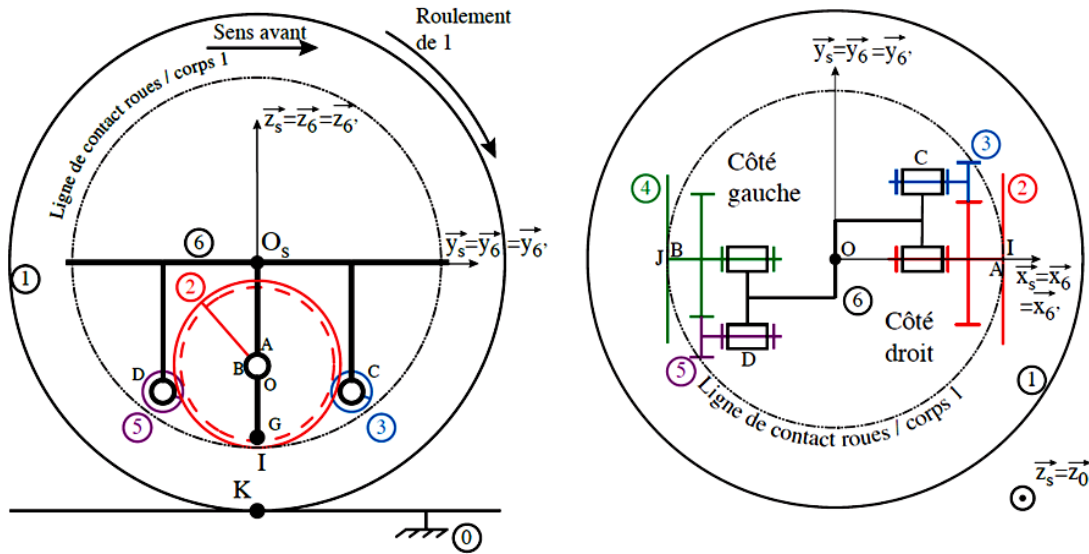 Sens avant
Roulement
de 1
Ligne de contact roues / corps 1
z_s=z_6=z_6'
O_s
6
y_s=y_6=y_6'
1
2
A
B
O
D
C
5
G
3
I
K
0
y_s=y_6=y_6'
3
C
Côté
gauche
4
2
J B
O
I
A
x_s=x_6
=x_6'
6
Côté
droit
D
5
1
Ligne de contact roues / corps 1
z_s=z_0